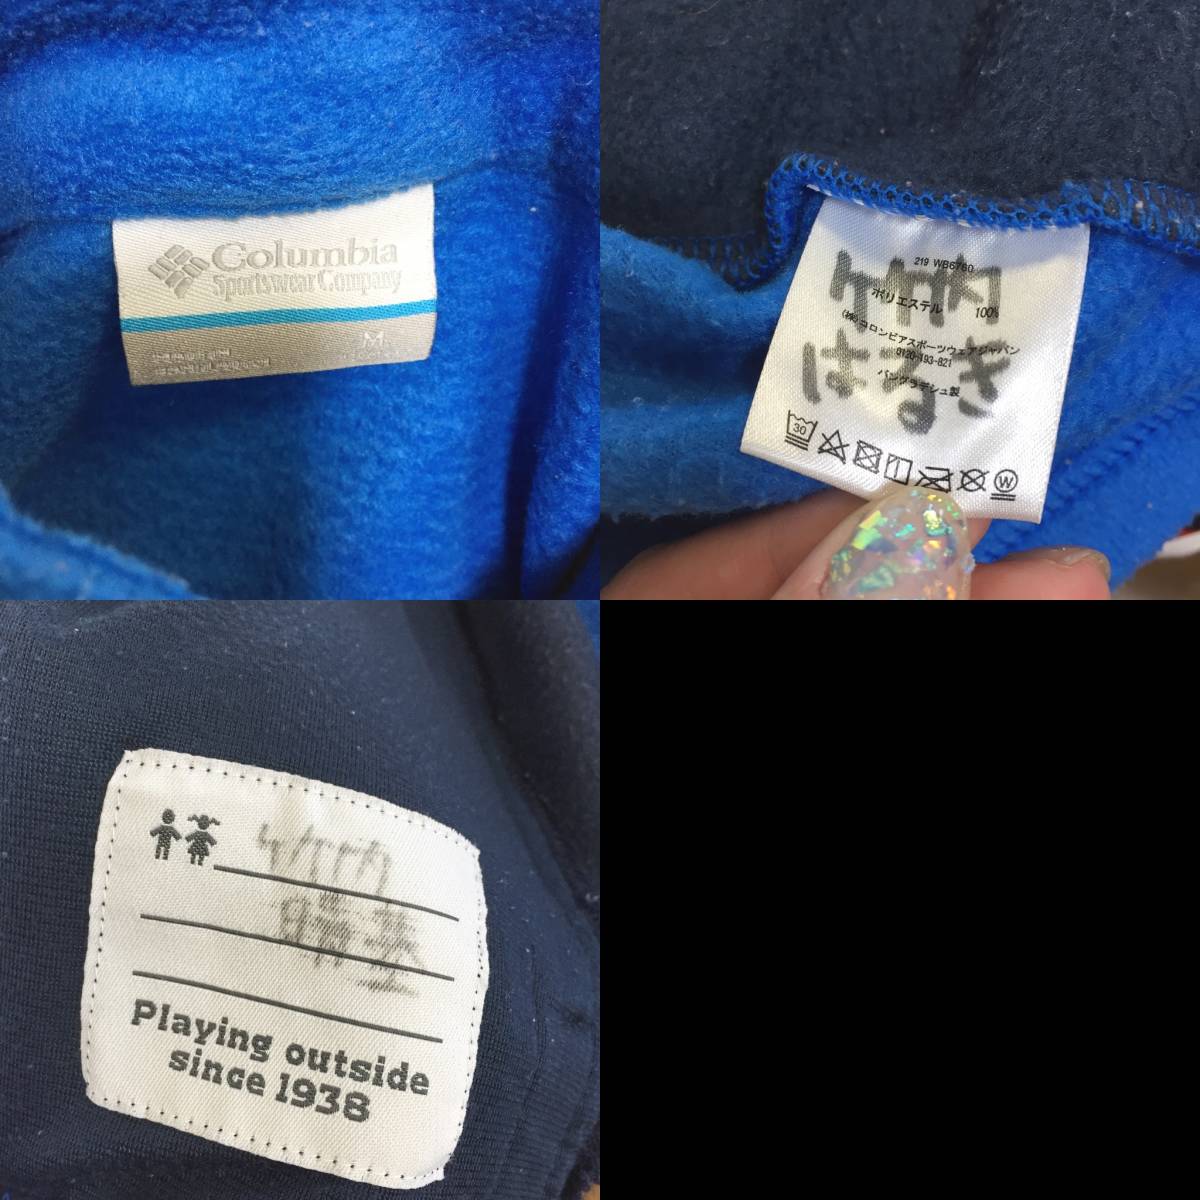 Columbia
Sportswear Company
M
219 WB6760
ポリエステル 100%
(株)コロンビアスポーツウェアジャパン
0120-193-821
バングラデシュ製
はるき
30
W
竹内
Playing outside
since 1938